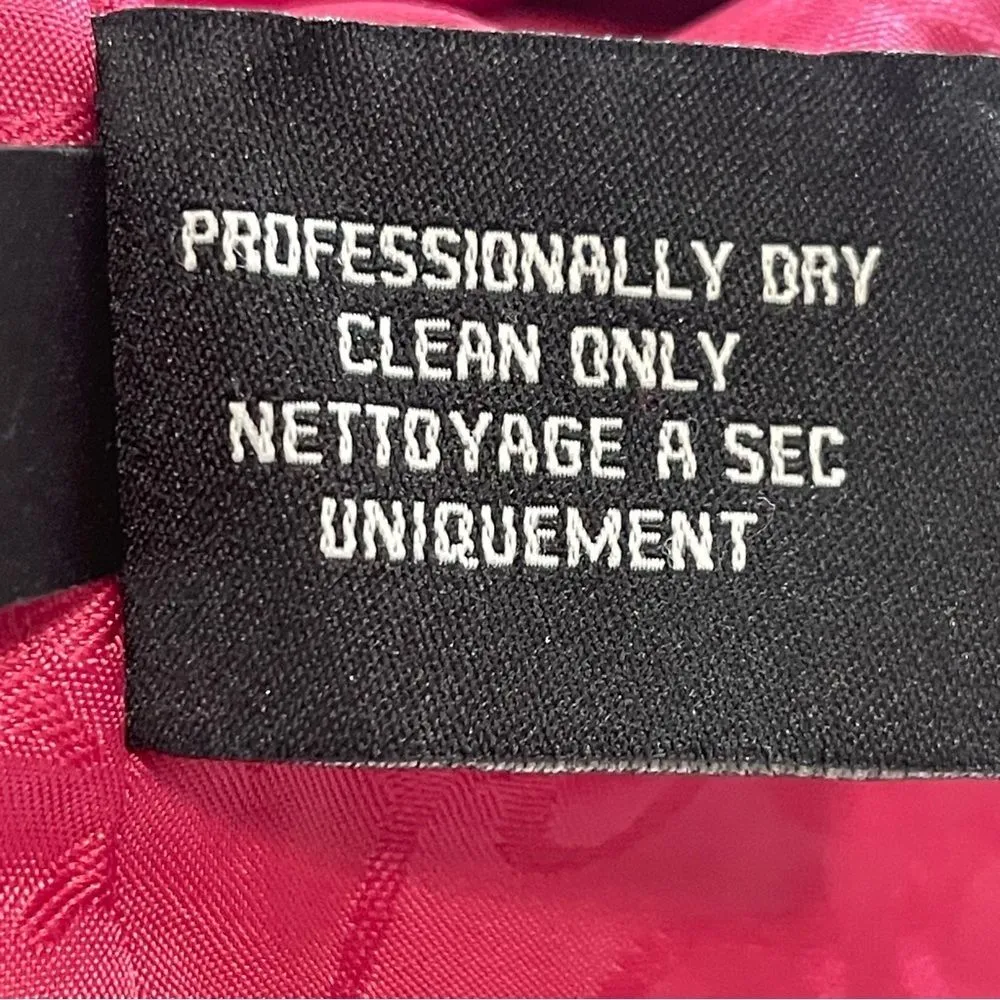 PROFESSIONALLY DRY
CLEAN ONLY
NETTOYAGE A SEC
UNIQUEMENT